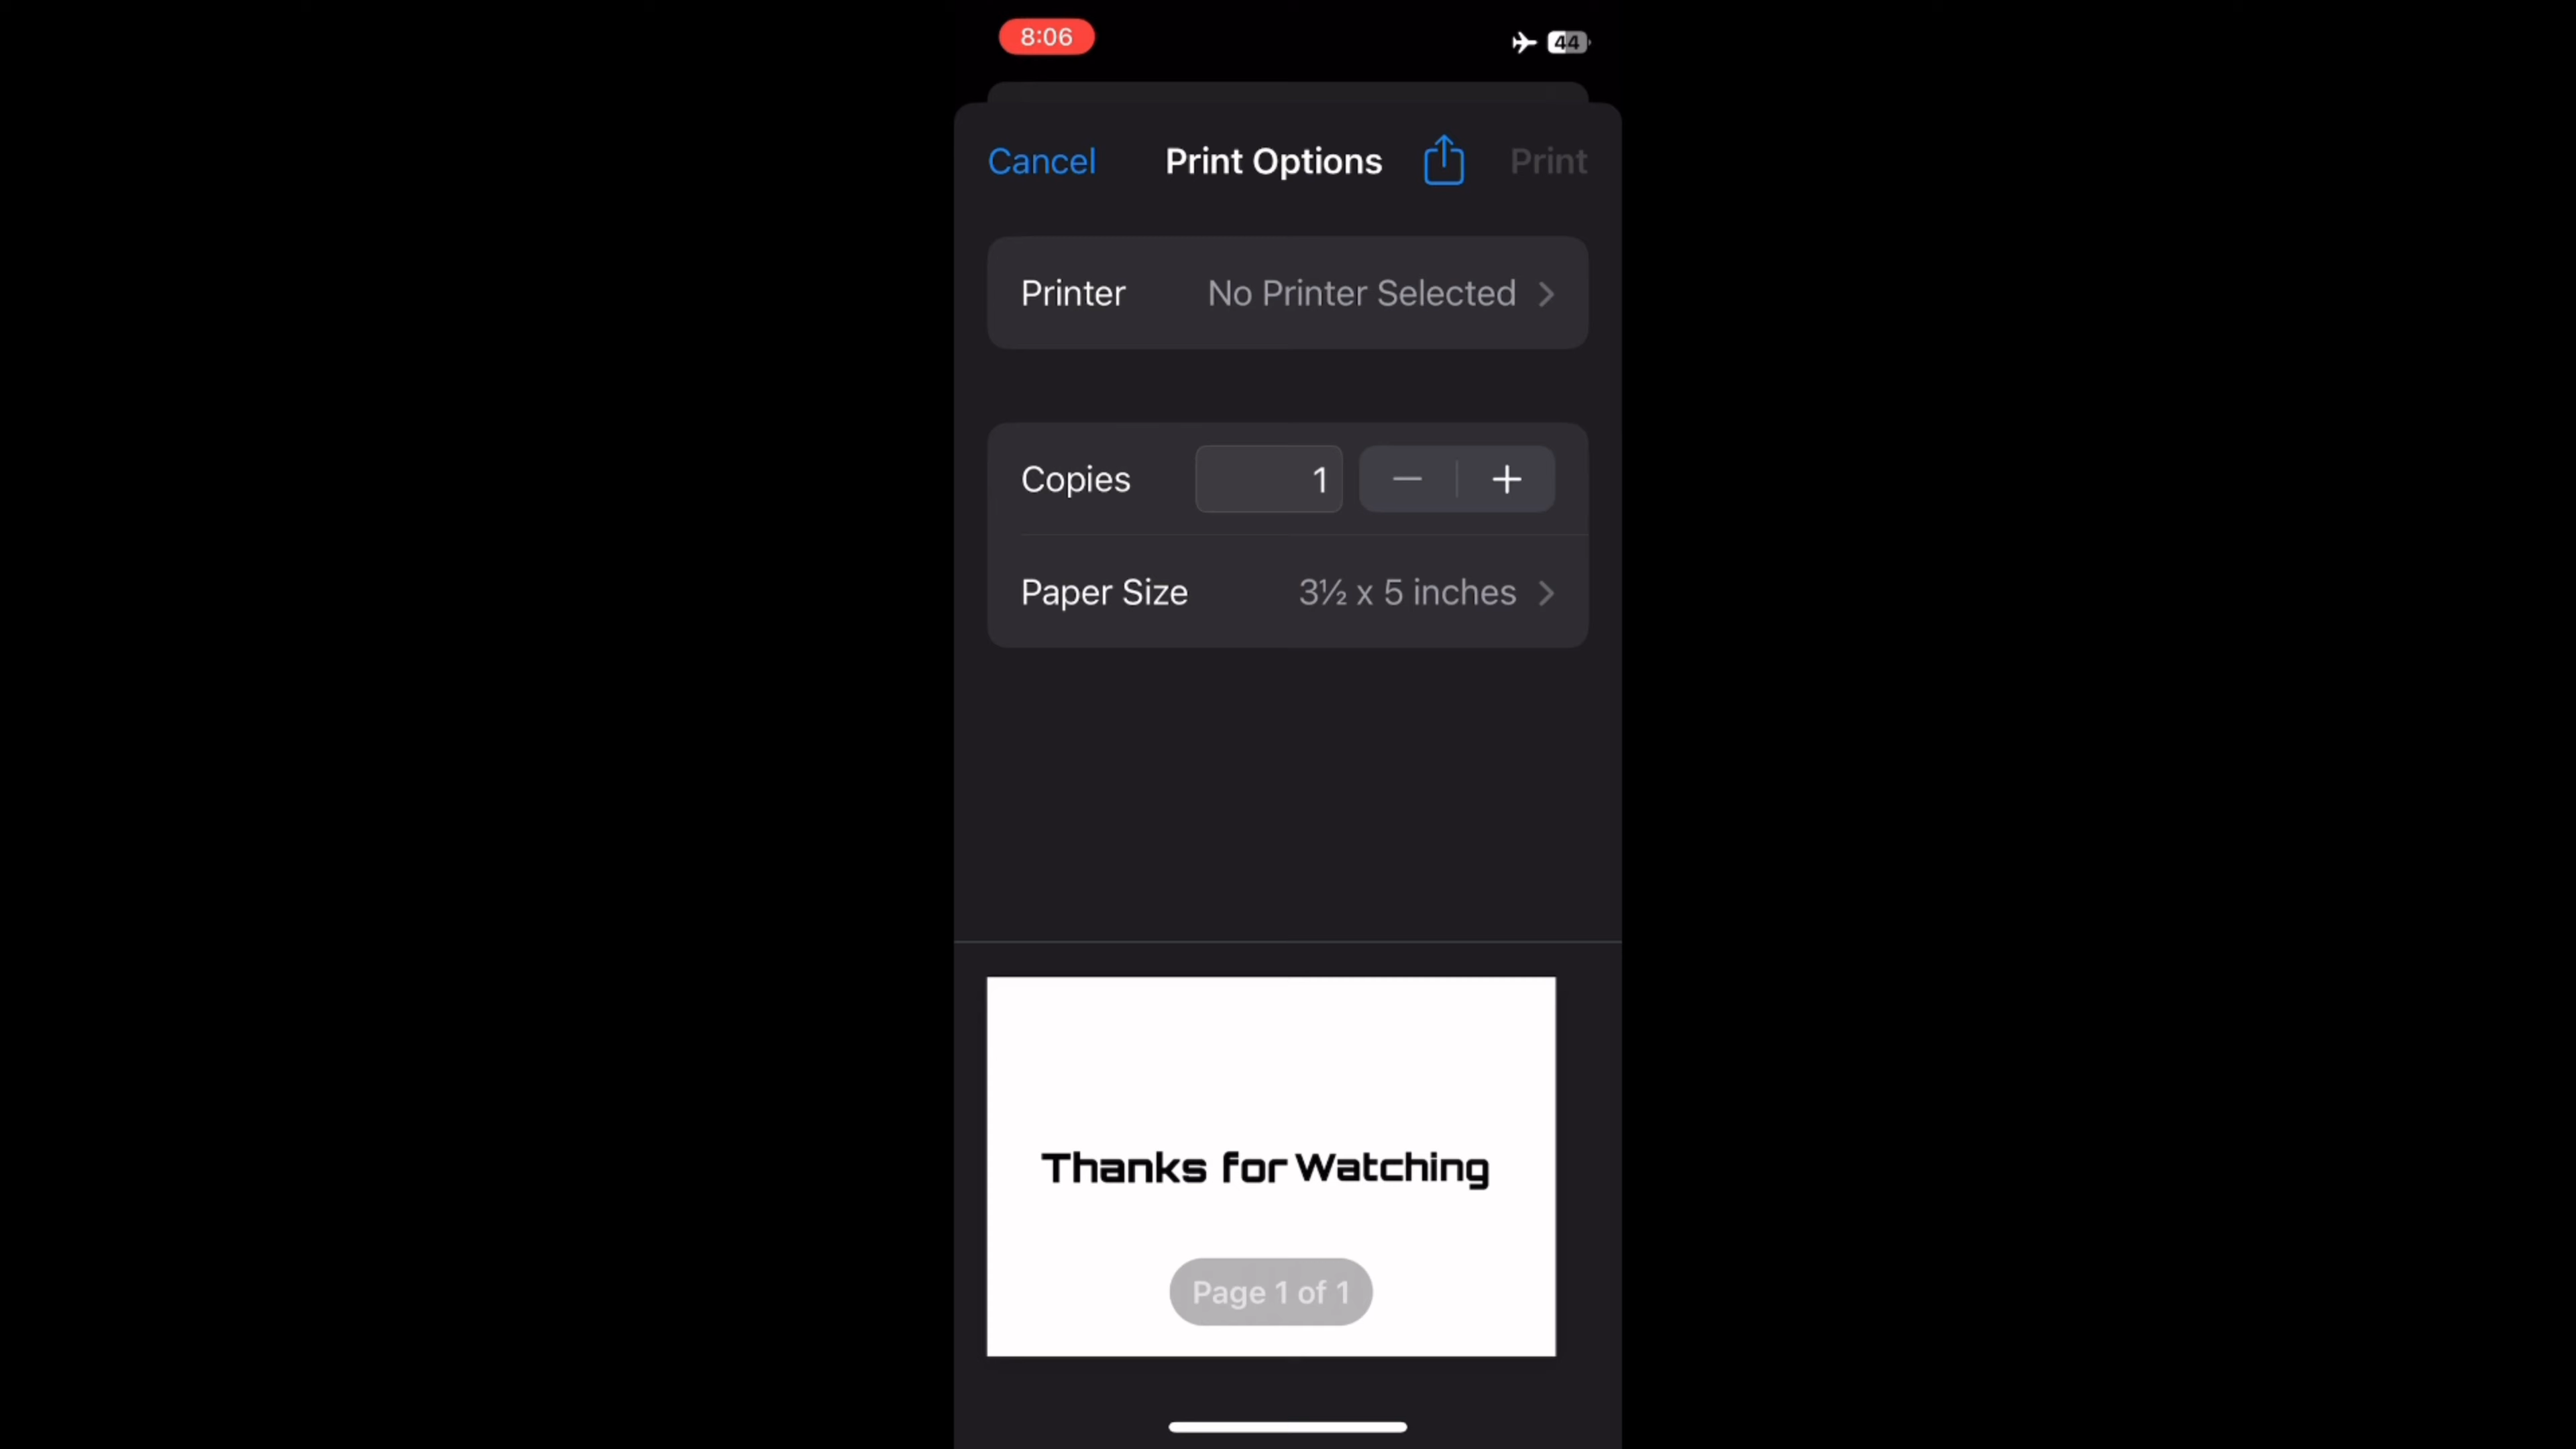 8:06
44
Cancel Print Options Print
Printer No Printer Selected
Copies 1
Paper Size 3½ x 5 inches
Thanks for Watching
Page 1 of 1